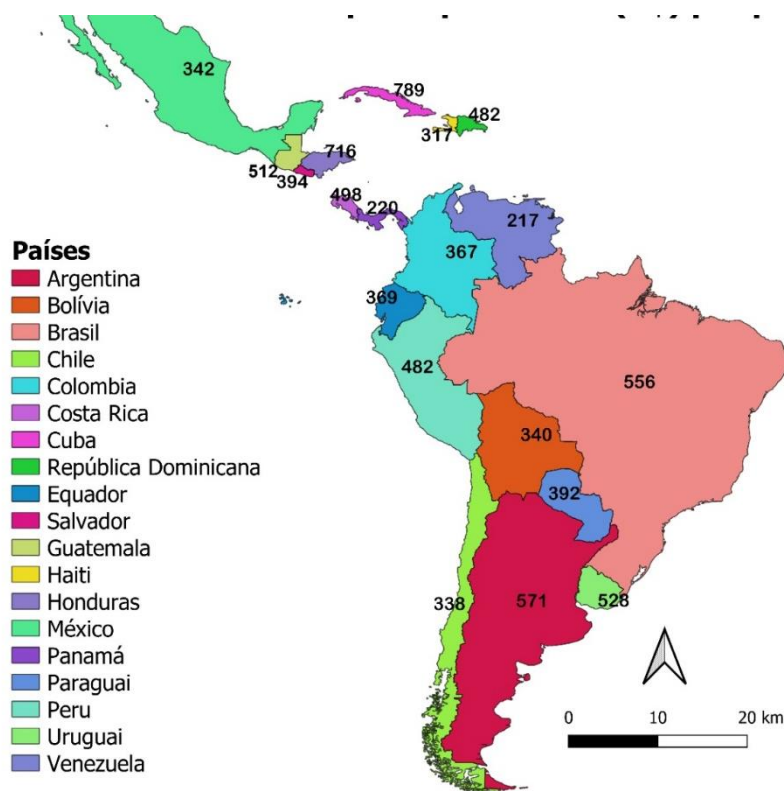 342
789
482
317
716
512
394
498
220
217
367
369
482
556
340
392
338
571
528
Países
Argentina
Bolívia
Brasil
Chile
Colombia
Costa Rica
Cuba
República Dominicana
Equador
Salvador
Guatemala
Haiti
Honduras
México
Panamá
Paraguai
Peru
Uruguai
Venezuela
0 10 20 km